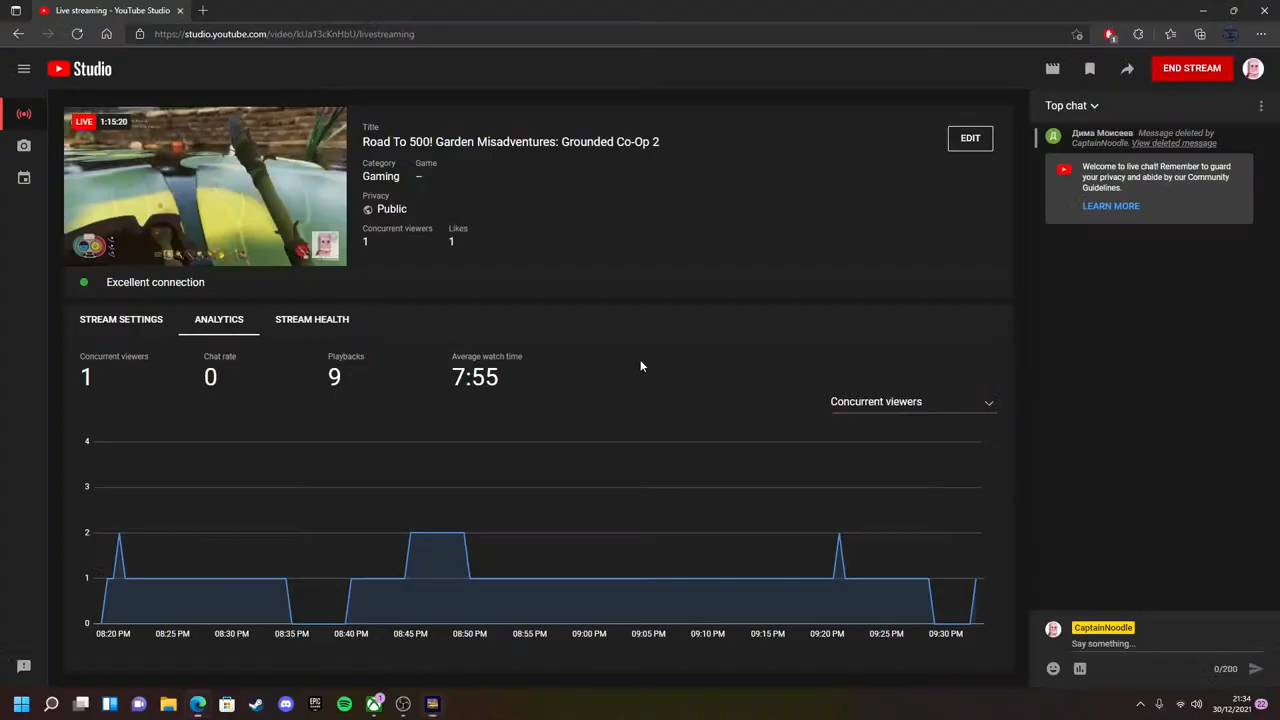 Live streaming - YouTube Studio
https://studio.youtube.com/video/kUa13cKnHbU/livestreaming
1
Studio
END STREAM
LIVE 1:15:20
Title
Road To 500! Garden Misadventures: Grounded Co-Op 2
EDIT
Category Game
Gaming –
Privacy
Public
Concurrent viewers Likes
1 1
Excellent connection
STREAM SETTINGS ANALYTICS STREAM HEALTH
Concurrent viewers Chat rate Playbacks Average watch time
1 0 9 7:55
Concurrent viewers
4
3
2
1
0
08:20 PM 08:25 PM 08:30 PM 08:35 PM 08:40 PM 08:45 PM 08:50 PM 08:55 PM 09:00 PM 09:05 PM 09:10 PM 09:15 PM 09:20 PM 09:25 PM 09:30 PM
Top chat
Д Дима Моисеев Message deleted by
CaptainNoodle. View deleted message
Welcome to live chat! Remember to guard
your privacy and abide by our Community
Guidelines.
LEARN MORE
CaptainNoodle
Say something...
0/200
EPIC
GAMES
1
21:34
30/12/2021
22